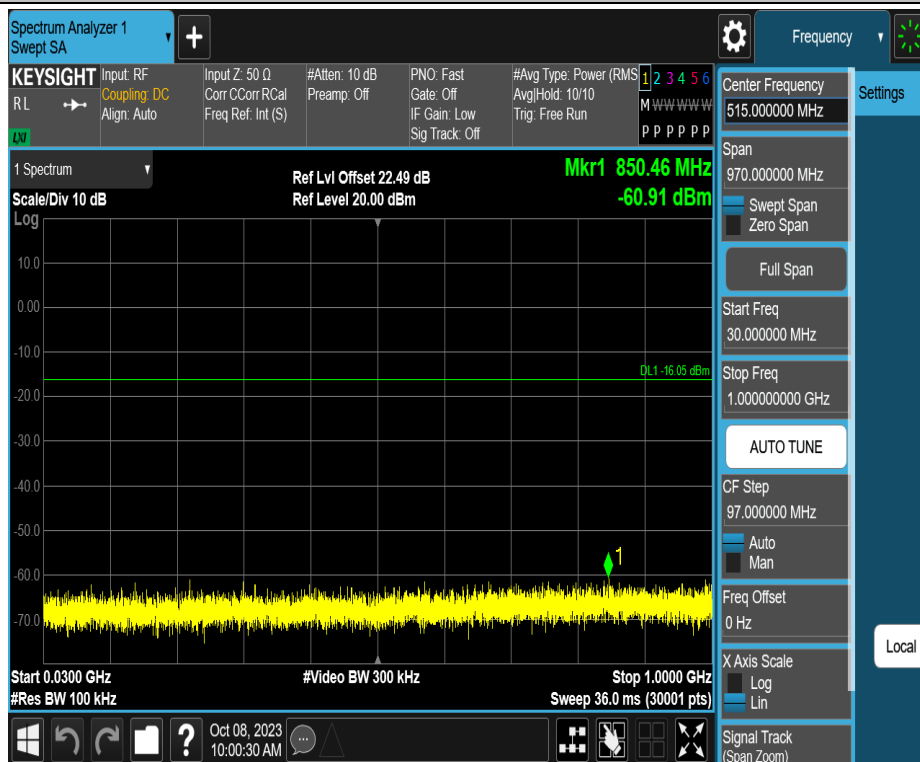 Spectrum Analyzer 1
Swept SA
+
Frequency
KEYSIGHT
R L
LXI
Input: RF
Coupling: DC
Align: Auto
Input Z: 50 Ω
Corr CCorr RCal
Freq Ref: Int (S)
#Atten: 10 dB
Preamp: Off
PNO: Fast
Gate: Off
IF Gain: Low
Sig Track: Off
#Avg Type: Power (RMS
Avg|Hold: 10/10
Trig: Free Run
1 2 3 4 5 6
M W W W W W
P P P P P P
1 Spectrum
Scale/Div 10 dB
Log
Ref Lvl Offset 22.49 dB
Ref Level 20.00 dBm
Mkr1 850.46 MHz
-60.91 dBm
10.0
0.00
-10.0
DL1 -16.05 dBm
-20.0
-30.0
-40.0
-50.0
1
-60.0
-70.0
Start 0.0300 GHz
#Video BW 300 kHz
Stop 1.0000 GHz
#Res BW 100 kHz
Sweep 36.0 ms (30001 pts)
?
Oct 08, 2023
10:00:30 AM
Center Frequency
515.000000 MHz
Span
970.000000 MHz
Swept Span
Zero Span
Full Span
Start Freq
30.000000 MHz
Stop Freq
1.000000000 GHz
AUTO TUNE
CF Step
97.000000 MHz
Auto
Man
Freq Offset
0 Hz
X Axis Scale
Log
Lin
Signal Track
(Span Zoom)
Settings
Local